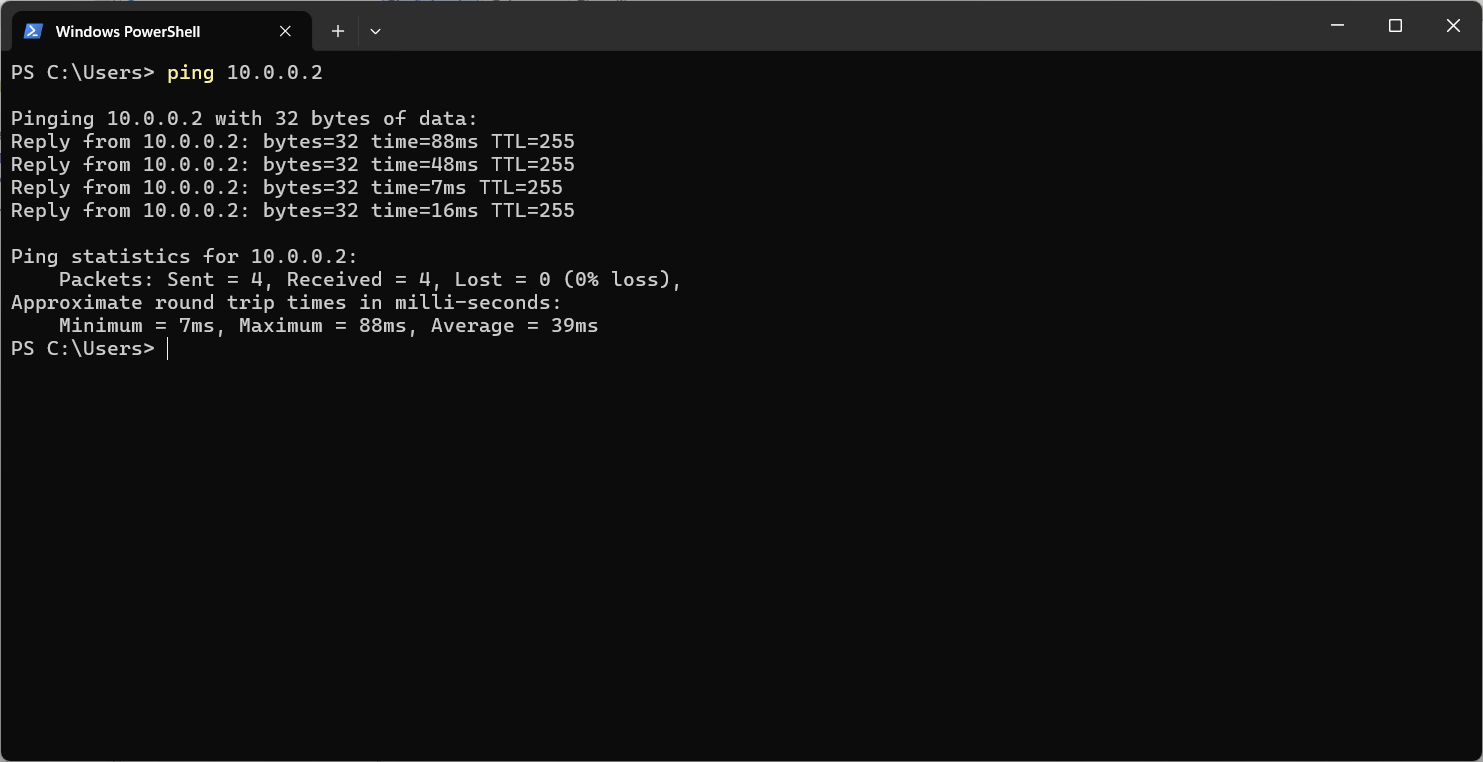 Windows PowerShell
PS C:\Users> ping 10.0.0.2
Pinging 10.0.0.2 with 32 bytes of data:
Reply from 10.0.0.2: bytes=32 time=88ms TTL=255
Reply from 10.0.0.2: bytes=32 time=48ms TTL=255
Reply from 10.0.0.2: bytes=32 time=7ms TTL=255
Reply from 10.0.0.2: bytes=32 time=16ms TTL=255
Ping statistics for 10.0.0.2:
    Packets: Sent = 4, Received = 4, Lost = 0 (0% loss),
Approximate round trip times in milli-seconds:
    Minimum = 7ms, Maximum = 88ms, Average = 39ms
PS C:\Users>